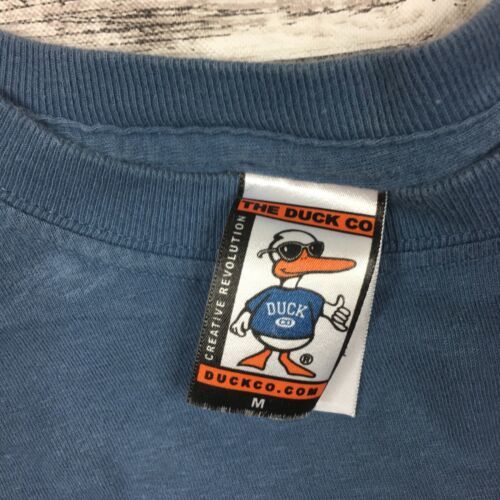 THE DUCK CO
CREATIVE REVOLUTION
DUCK
CO
®
DUCKCO.COM
M